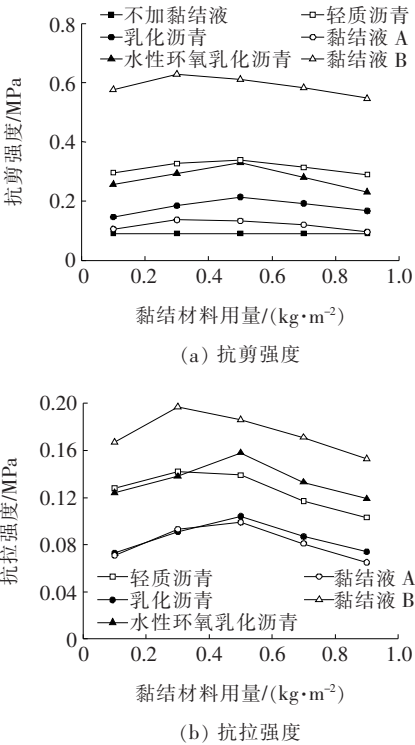 不加黏结液 轻质沥青
乳化沥青 黏结液 A
水性环氧乳化沥青 黏结液 B
抗剪强度/MPa
0.8
0.6
0.4
0.2
0
0 0.2 0.4 0.6 0.8 1.0
黏结材料用量/(kg·m⁻²)
(a) 抗剪强度
抗拉强度/MPa
0.20
0.16
0.12
0.08
0.04
0
轻质沥青 黏结液 A
乳化沥青 黏结液 B
水性环氧乳化沥青
0 0.2 0.4 0.6 0.8 1.0
黏结材料用量/(kg·m⁻²)
(b) 抗拉强度